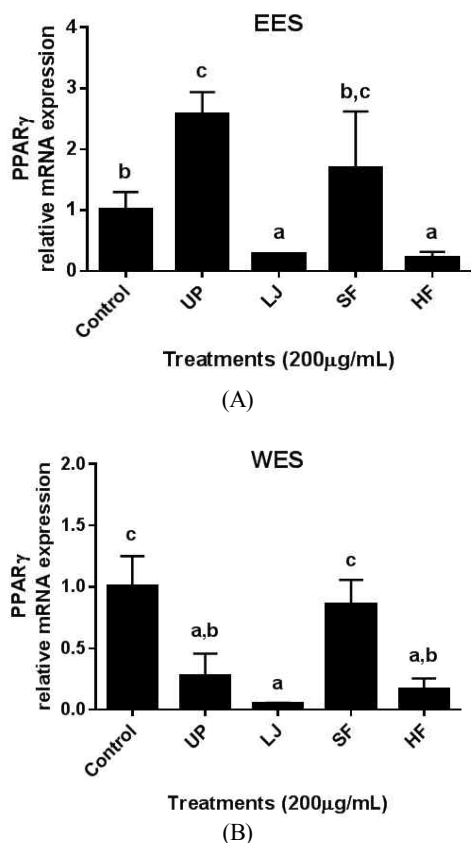 EES
PPARγ
relative mRNA expression
4
3
2
1
0
b
c
a
b,c
a
Control
UP
LJ
SF
HF
Treatments (200μg/mL)
(A)
WES
PPARγ
relative mRNA expression
2.0
1.5
1.0
0.5
0.0
c
a,b
a
c
a,b
Control
UP
LJ
SF
HF
Treatments (200μg/mL)
(B)